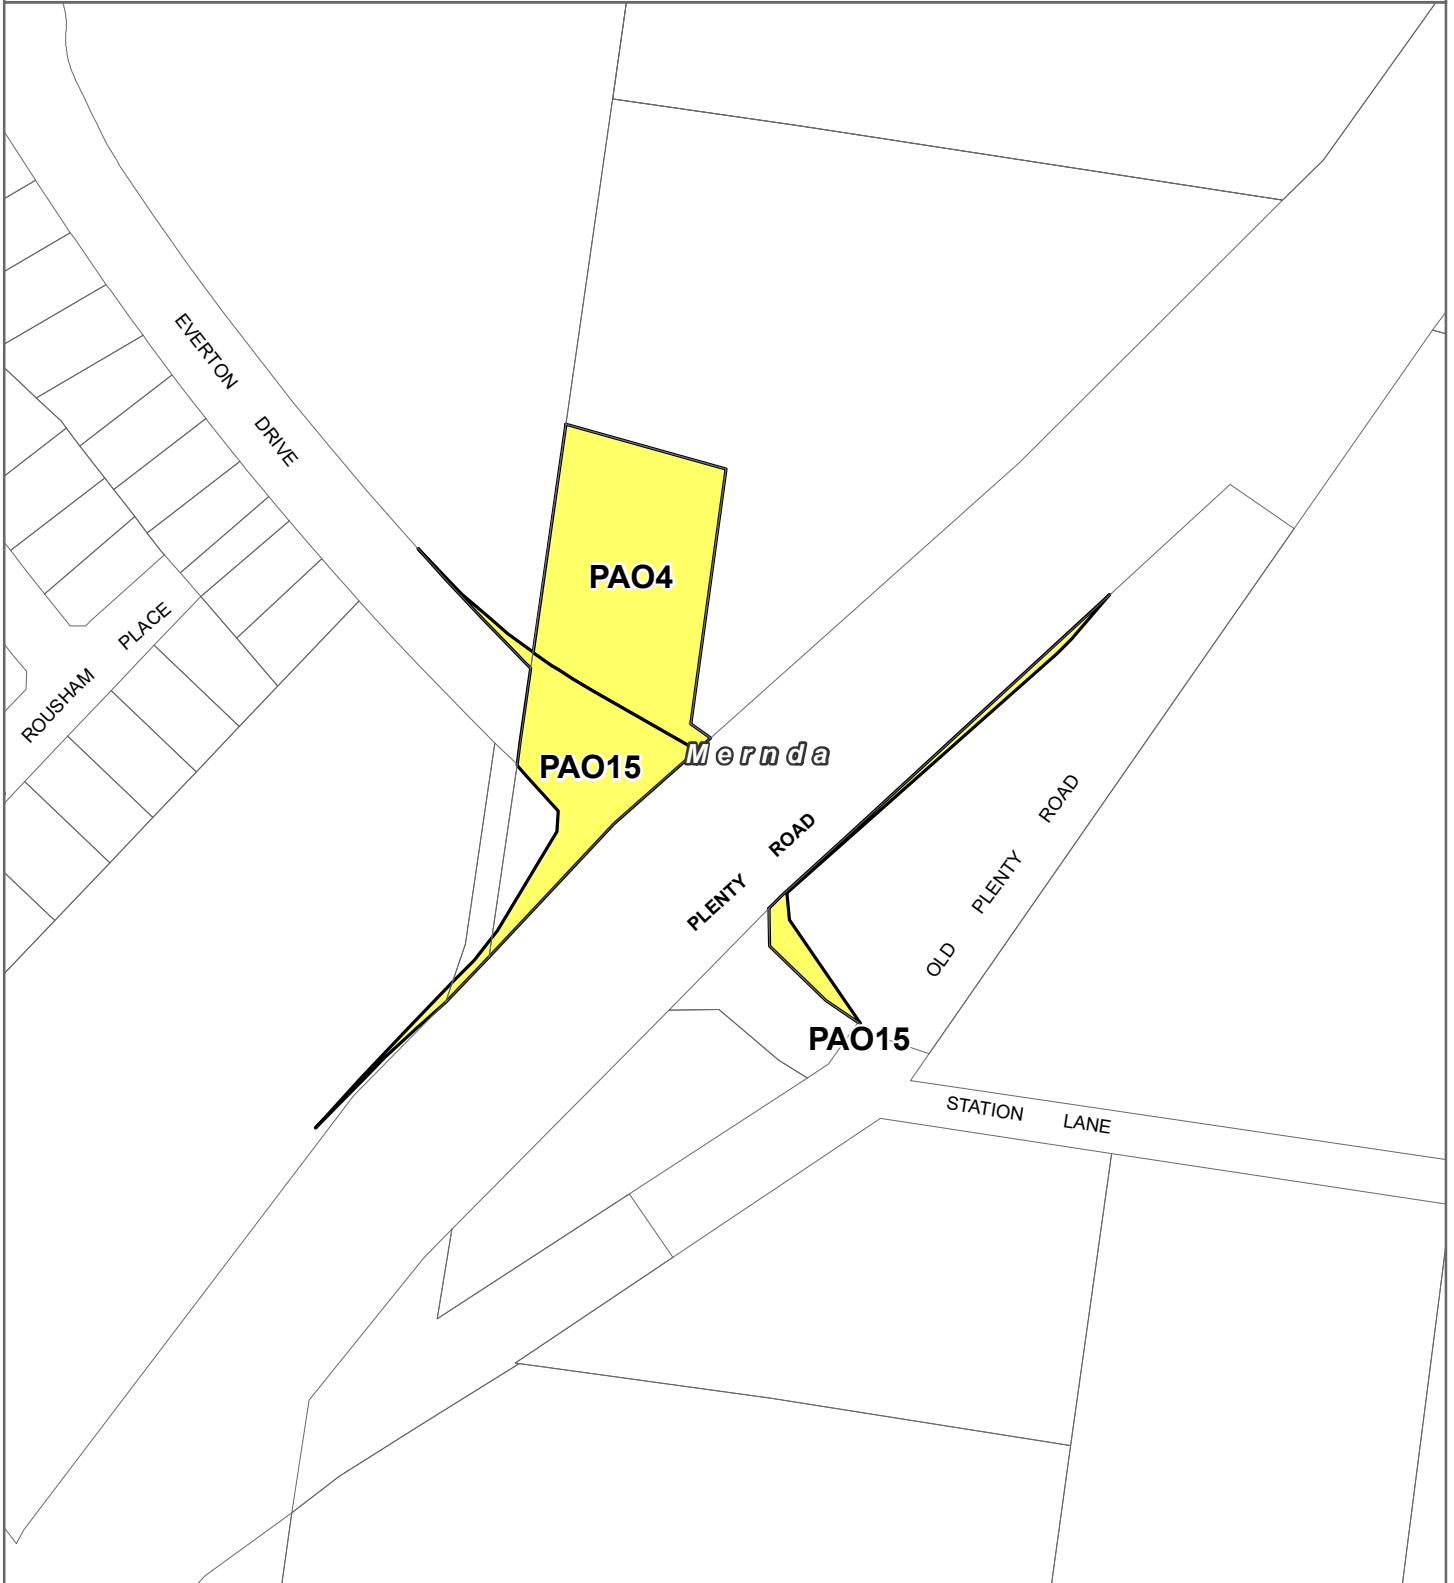 EVERTON DRIVE
PAO4
ROUSHAM PLACE
Mernda
PAO15
PLENTY ROAD
OLD PLENTY ROAD
PAO15
STATION LANE